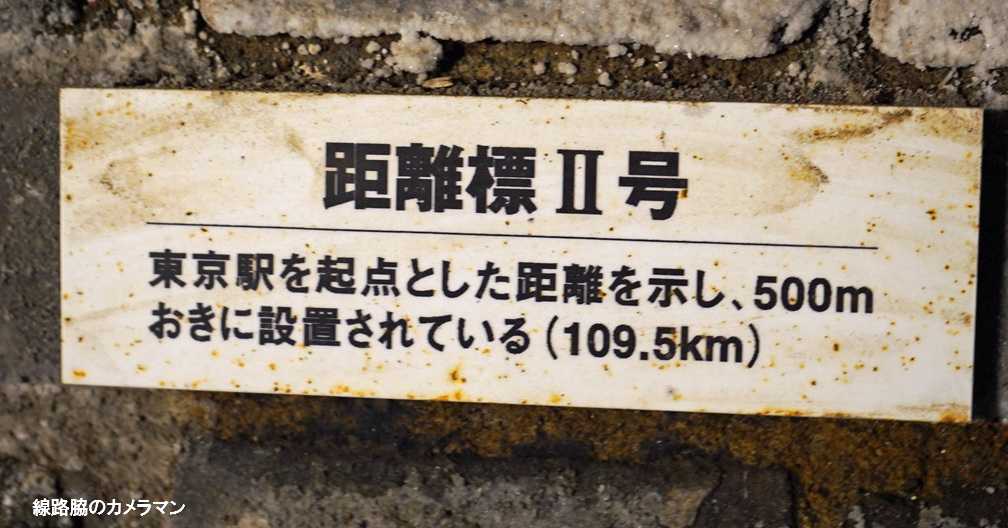 距離標Ⅱ号
東京駅を起点とした距離を示し、500m
おきに設置されている（109.5km）
線路脇のカメラマン